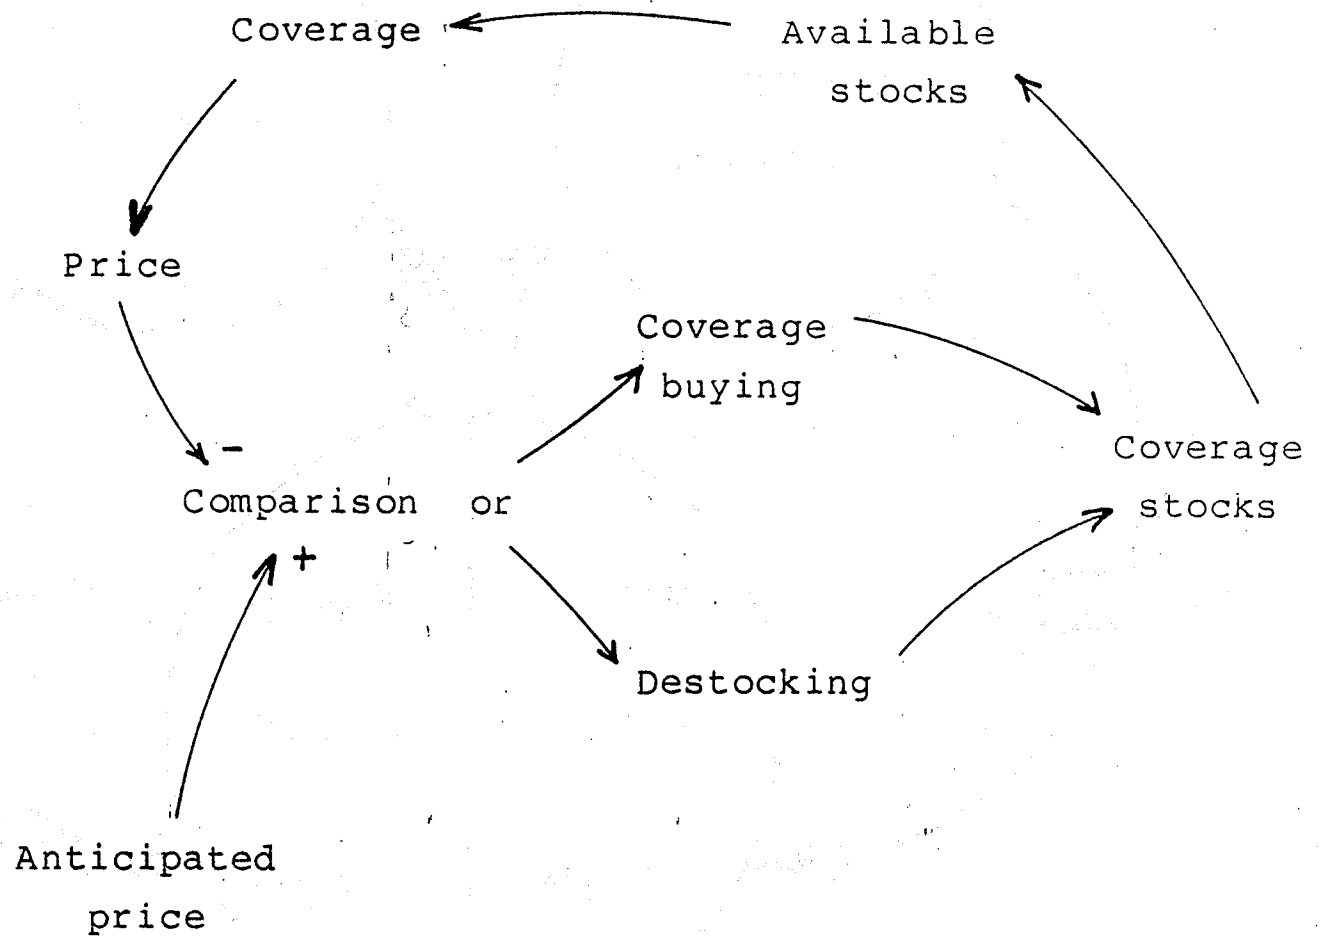 Coverage
Available
stocks
Price
Coverage
buying
-
Comparison or
+
Coverage
stocks
Destocking
Anticipated
price